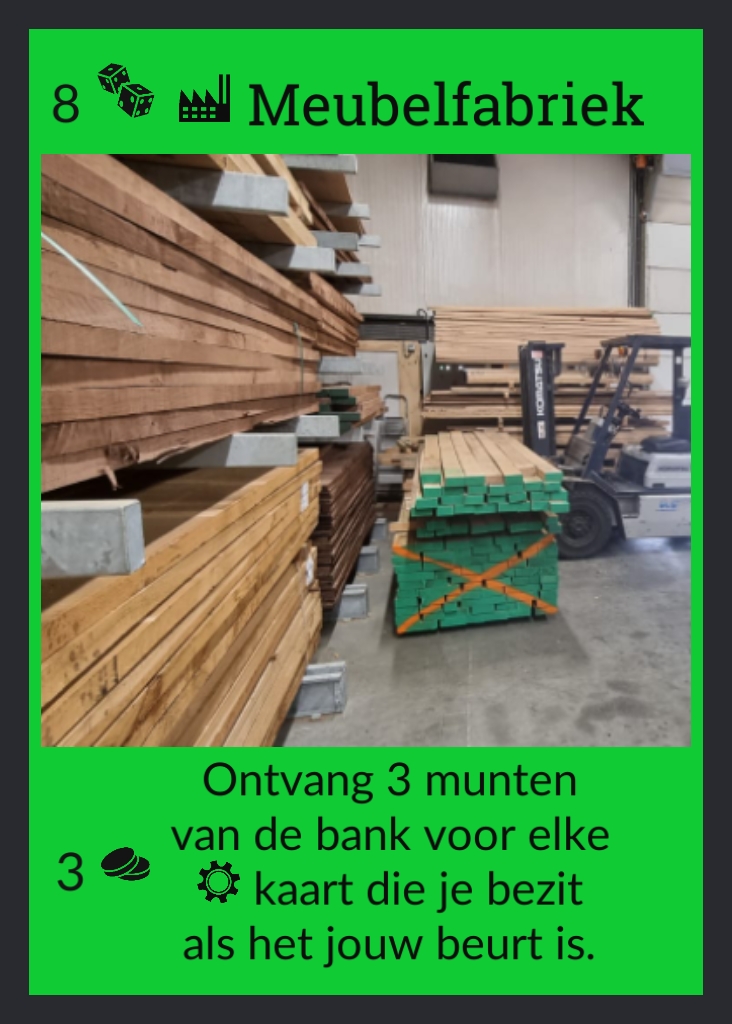 8 Meubelfabriek
KOMATSU
Ontvang 3 munten
van de bank voor elke
3
kaart die je bezit
als het jouw beurt is.